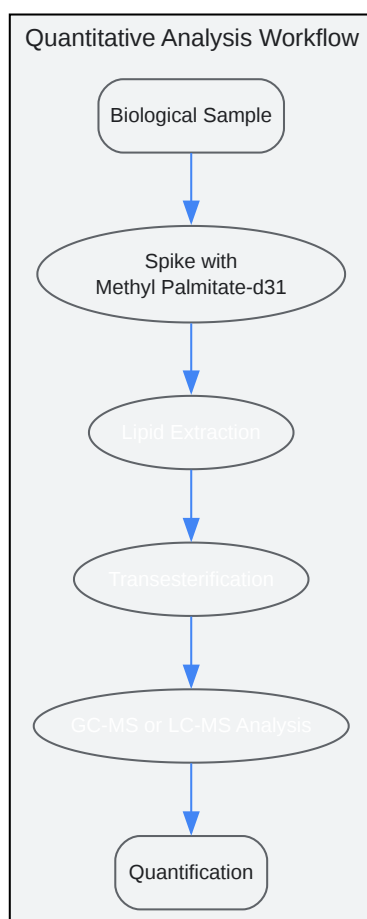 Quantitative Analysis Workflow
Biological Sample
Spike with
Methyl Palmitate-d31
Lipid Extraction
Transesterification
GC-MS or LC-MS Analysis
Quantification